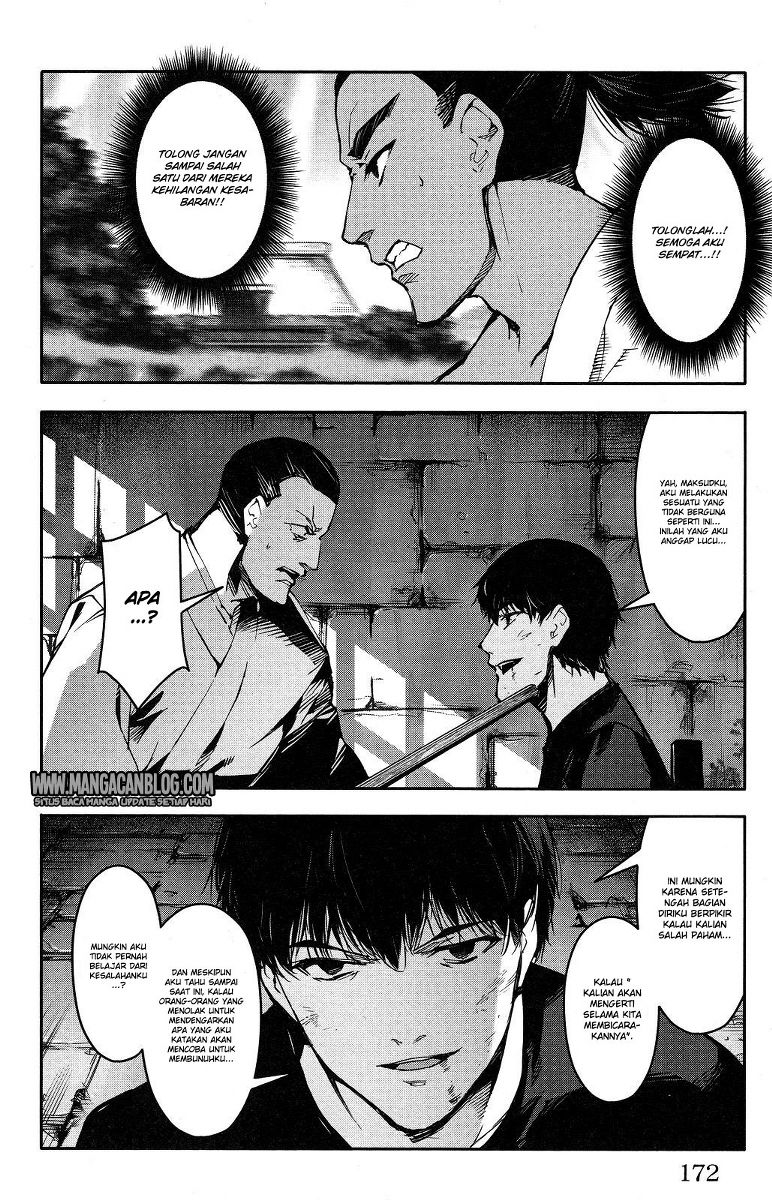 TOLONGLAH...!
SEMOGA AKU
SEMPAT...!!
TOLONG JANGAN
SAMPAI SALAH
SATU DARI MEREKA
KEHILANGAN KESA-
BARAN!!
YAH, MAKSUDKU,
AKU MELAKUKAN
SESUATU YANG
TIDAK BERGUNA
SEPERTI INI...
INILAH YANG AKU
ANGGAP LUCU...
APA
...?
WWW.MANGACANBLOG.COM
SITUS BACA MANGA UPDATE SETIAP HARI
INI MUNGKIN
KARENA SETE-
NGAH BAGIAN
DIRIKU BERPIKIR
KALAU KALIAN
SALAH PAHAM...
KALAU "
KALIAN AKAN
MENGERTI
SELAMA KITA
MEMBICARA-
KANNYA".
DAN MESKIPUN
AKU TAHU SAMPAI
SAAT INI, KALAU
ORANG-ORANG YANG
MENOLAK UNTUK
MENDENGARKAN
APA YANG AKU
KATAKAN AKAN
MENCOBA UNTUK
MEMBUNUHKU...
MUNGKIN AKU
TIDAK PERNAH
BELAJAR DARI
KESALAHANKU
...?
172